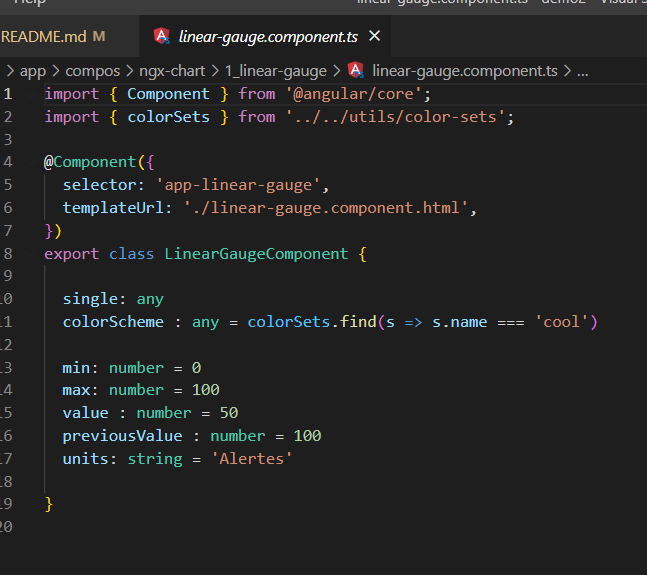 README.md M
linear-gauge.component.ts ×
> app > compos > ngx-chart > 1_linear-gauge > linear-gauge.component.ts > ...
1 import { Component } from '@angular/core';
2 import { colorSets } from '../../utils/color-sets';
3
4 @Component({
5 selector: 'app-linear-gauge',
6 templateUrl: './linear-gauge.component.html',
7 })
8 export class LinearGaugeComponent {
9
10 single: any
11 colorScheme : any = colorSets.find(s => s.name === 'cool')
12
13 min: number = 0
14 max: number = 100
15 value : number = 50
16 previousValue : number = 100
17 units: string = 'Alertes'
18
19 }
20